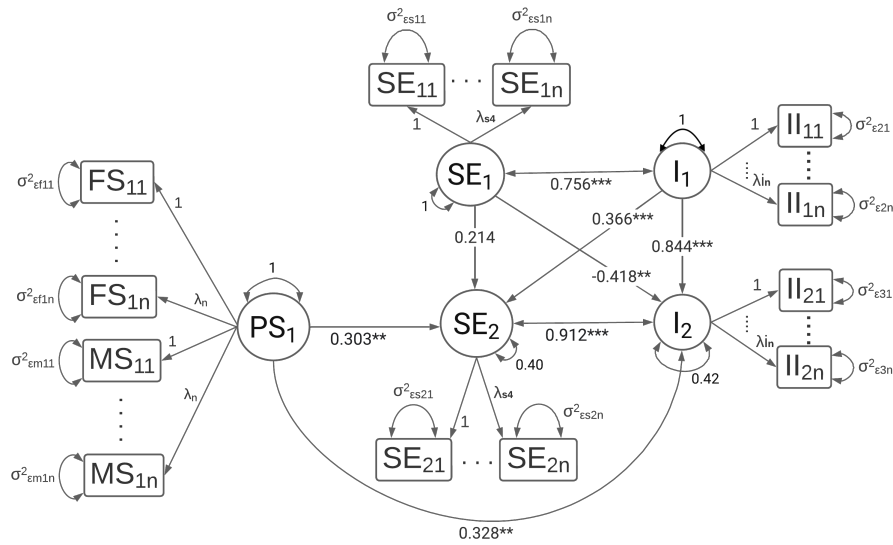 σ²εs11
σ²εs1n
SE11 · · · SE1n
1
λs4
1
1
II11
σ²ε21
λin
II1n
σ²ε2n
SE1
0.756***
I1
1
σ²εf11
FS11
1
0.366***
0.214
0.844***
-0.418**
1
σ²εf1n
FS1n
λn
1
II21
σ²ε31
PS1
0.303**
SE2
0.912***
I2
σ²εm11
MS11
1
λin
0.40
0.42
II2n
σ²ε3n
λn
σ²εs21
λs4
σ²εs2n
1
SE21 · · · SE2n
σ²εm1n
MS1n
0.328**